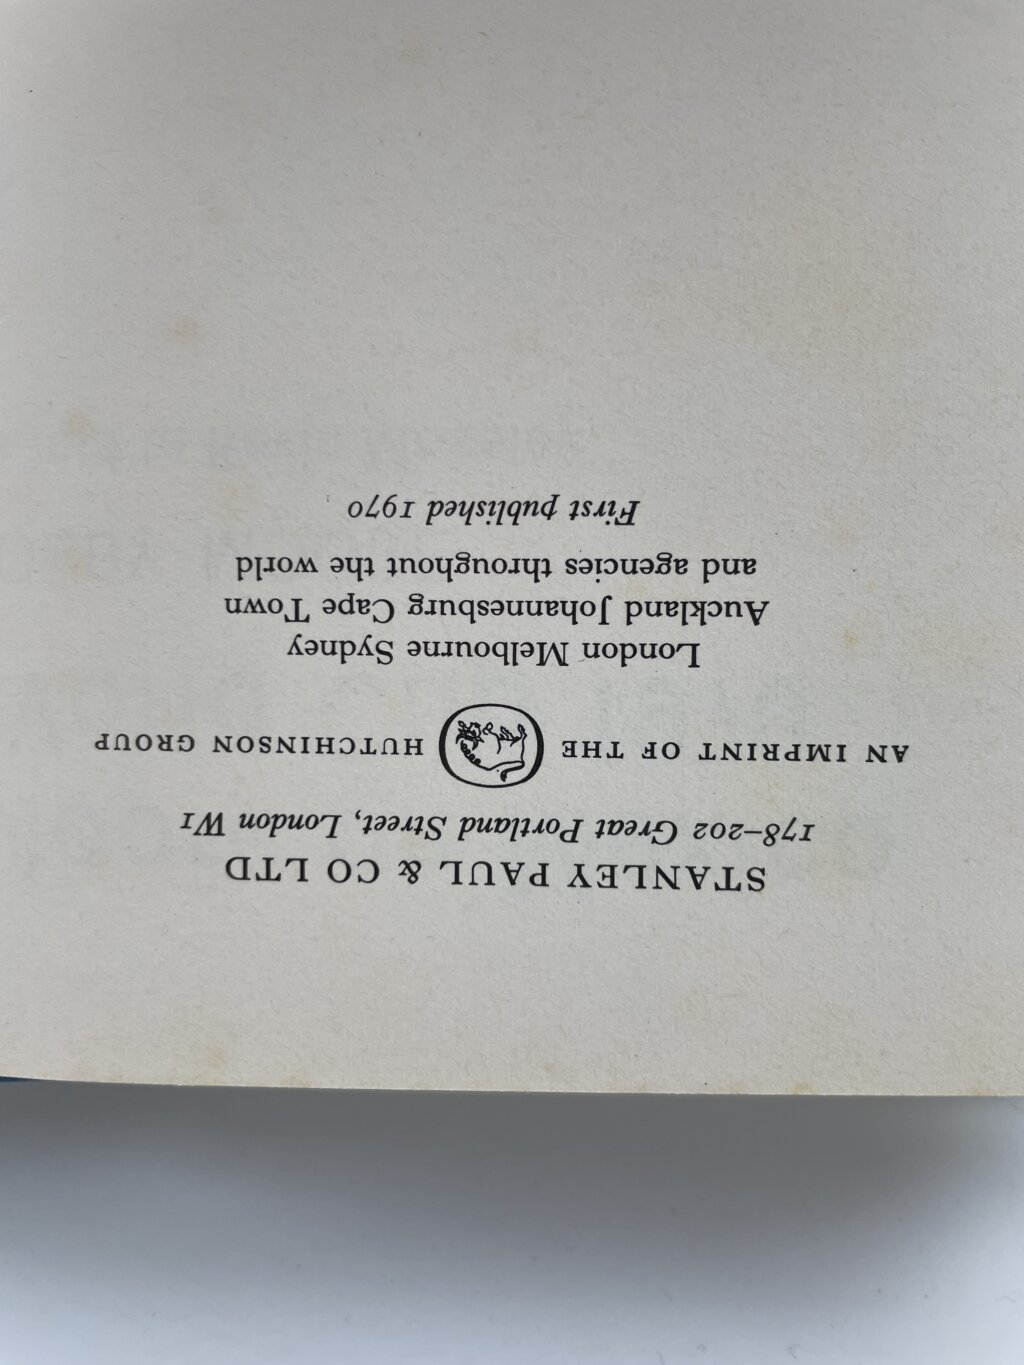 STANLEY PAUL & CO LTD
178–202 Great Portland Street, London W1
AN IMPRINT OF THE HUTCHINSON GROUP
London Melbourne Sydney
Auckland Johannesburg Cape Town
and agencies throughout the world
First published 1970